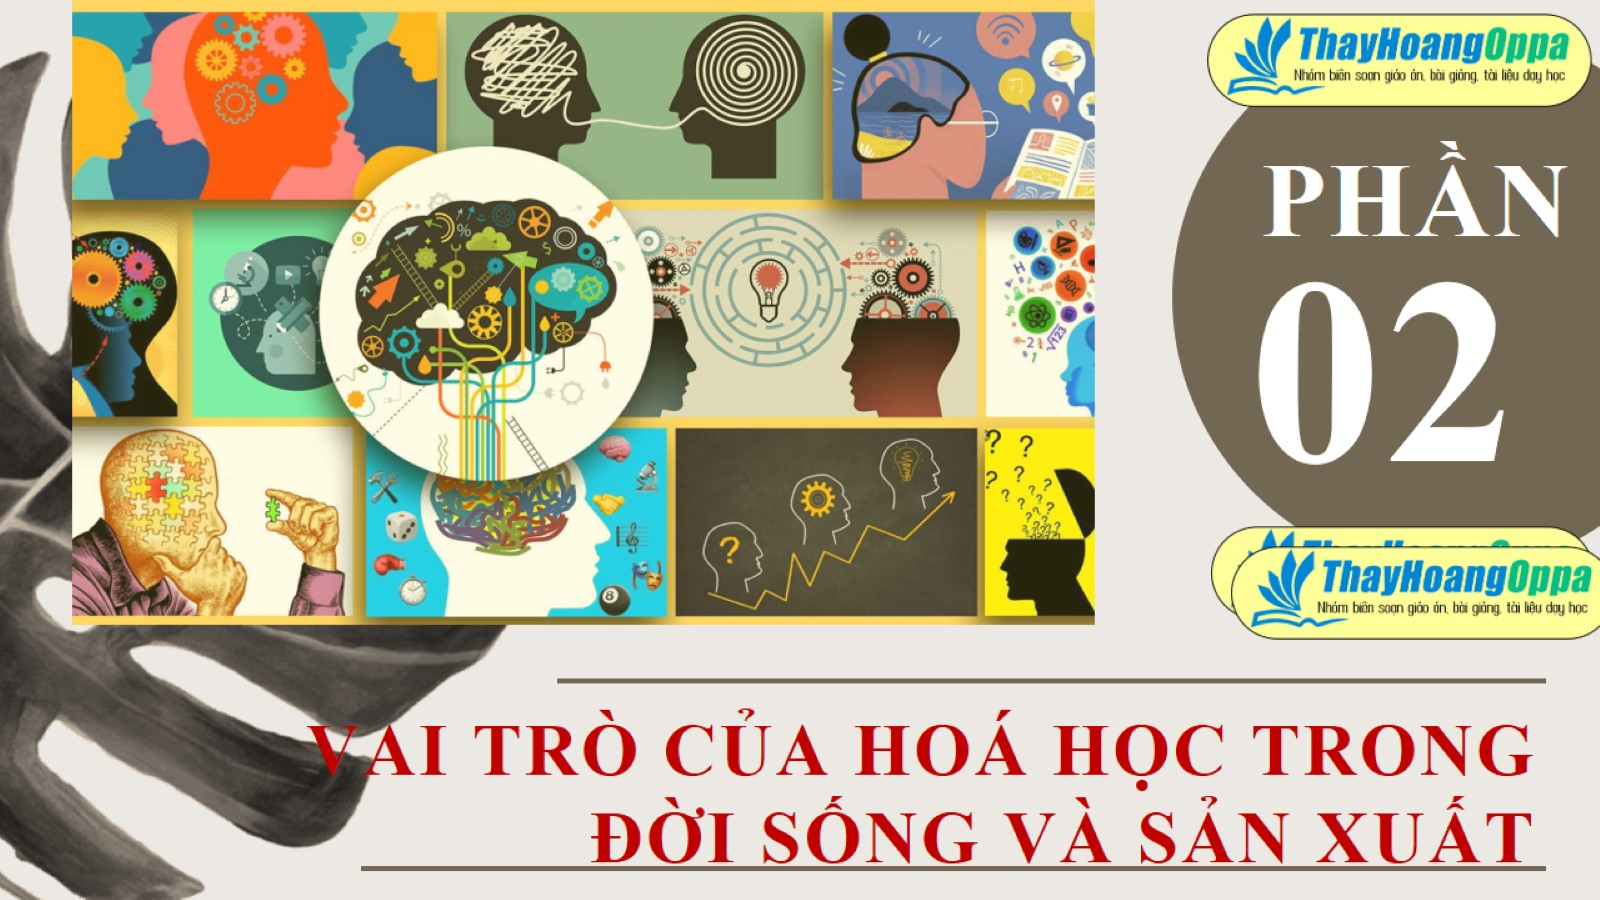 ThayHoangOppa
Nhóm biên soạn giáo án, bài giảng, tài liệu dạy học
PHẦN
02
ThayHoangOppa
Nhóm biên soạn giáo án, bài giảng, tài liệu dạy học
VAI TRÒ CỦA HOÁ HỌC TRONG
ĐỜI SỐNG VÀ SẢN XUẤT